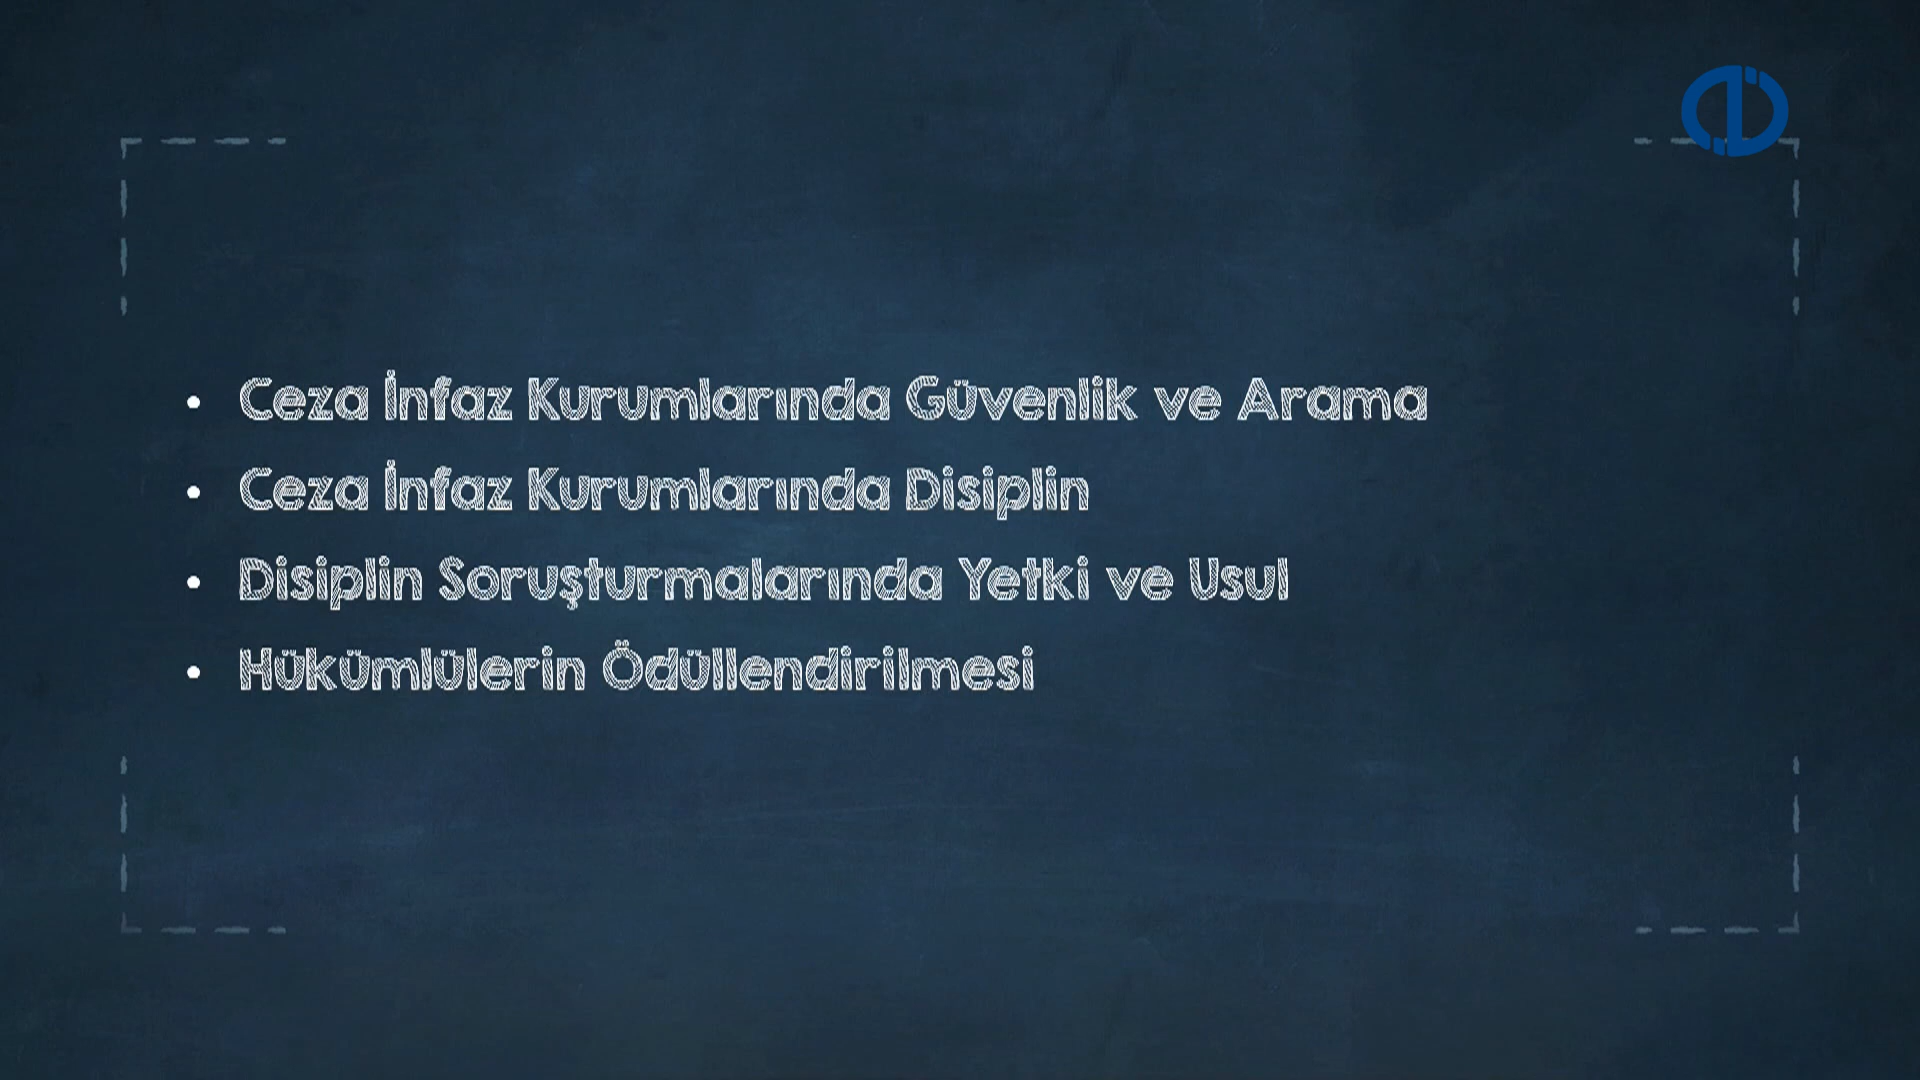 • Ceza İnfaz Kurumlarında Güvenlik ve Arama
• Ceza İnfaz Kurumlarında Disiplin
• Disiplin Soruşturmalarında Yetki ve Usul
• Hükümlülerin Ödüllendirilmesi